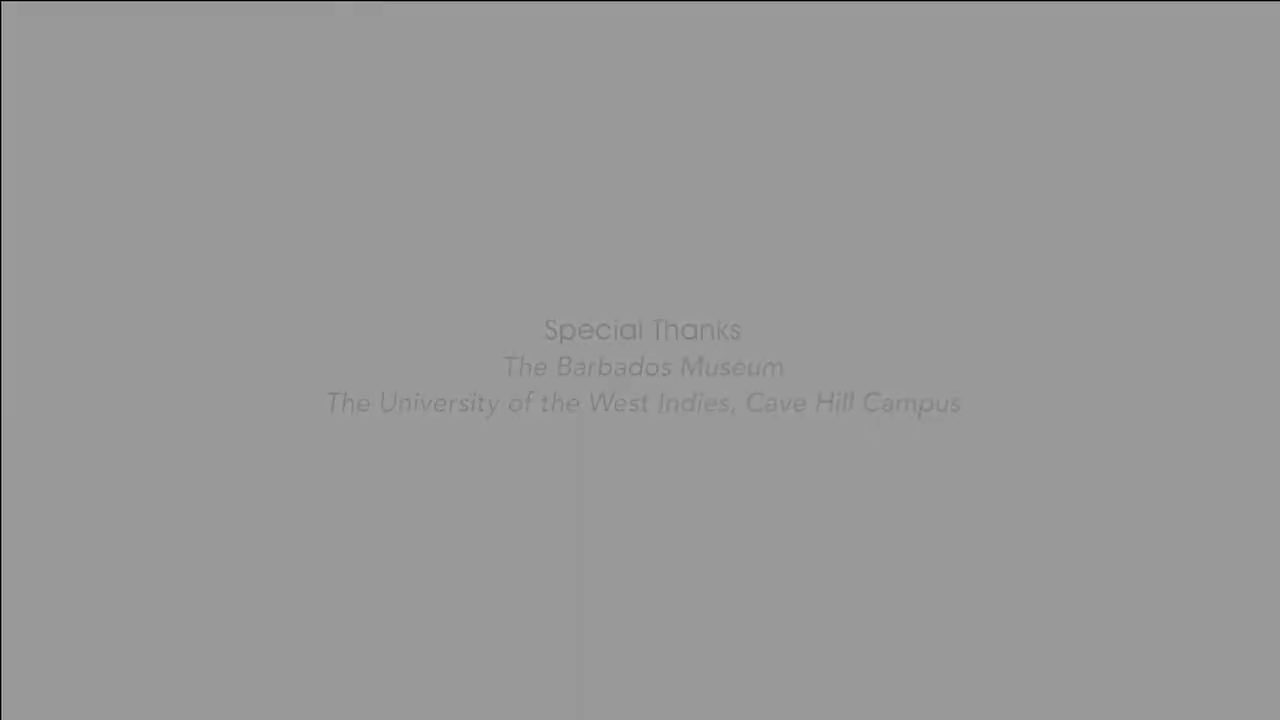 Special Thanks
The Barbados Museum
The University of the West Indies, Cave Hill Campus